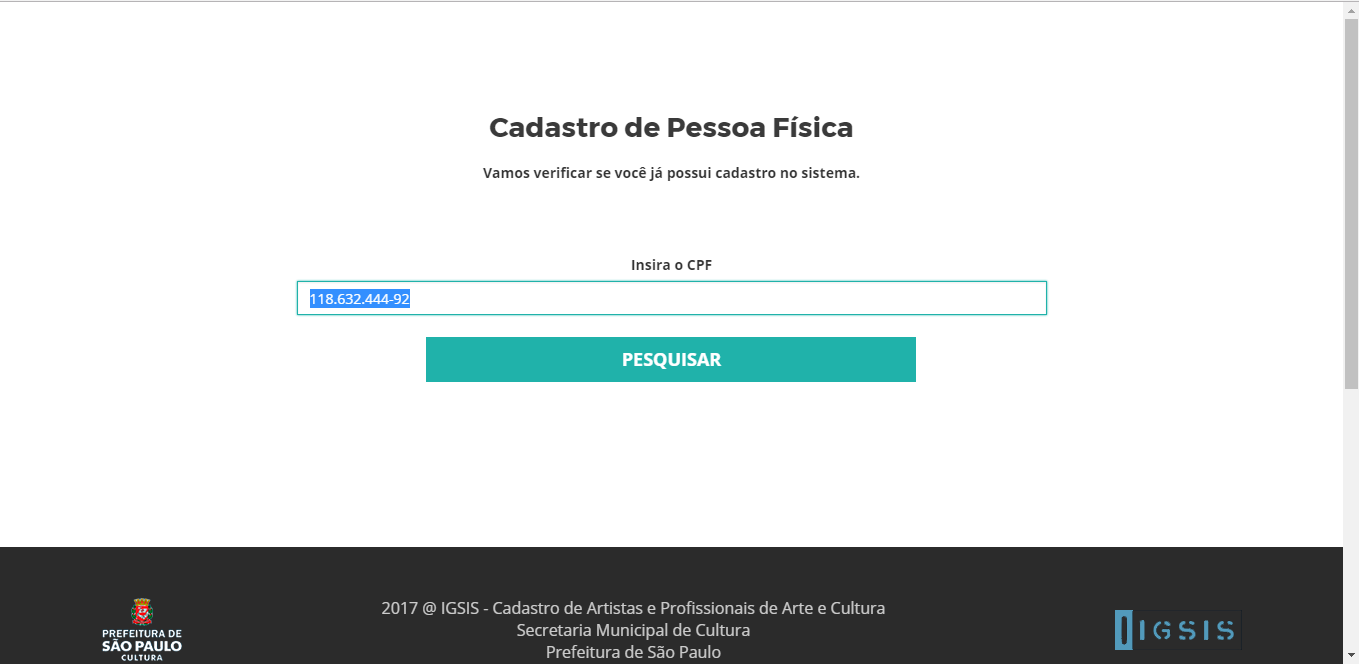 Cadastro de Pessoa Física
Vamos verificar se você já possui cadastro no sistema.
Insira o CPF
118.632.444-92
PESQUISAR
PREFEITURA DE
SÃO PAULO
CULTURA
2017 @ IGSIS - Cadastro de Artistas e Profissionais de Arte e Cultura
Secretaria Municipal de Cultura
Prefeitura de São Paulo
IGSIS